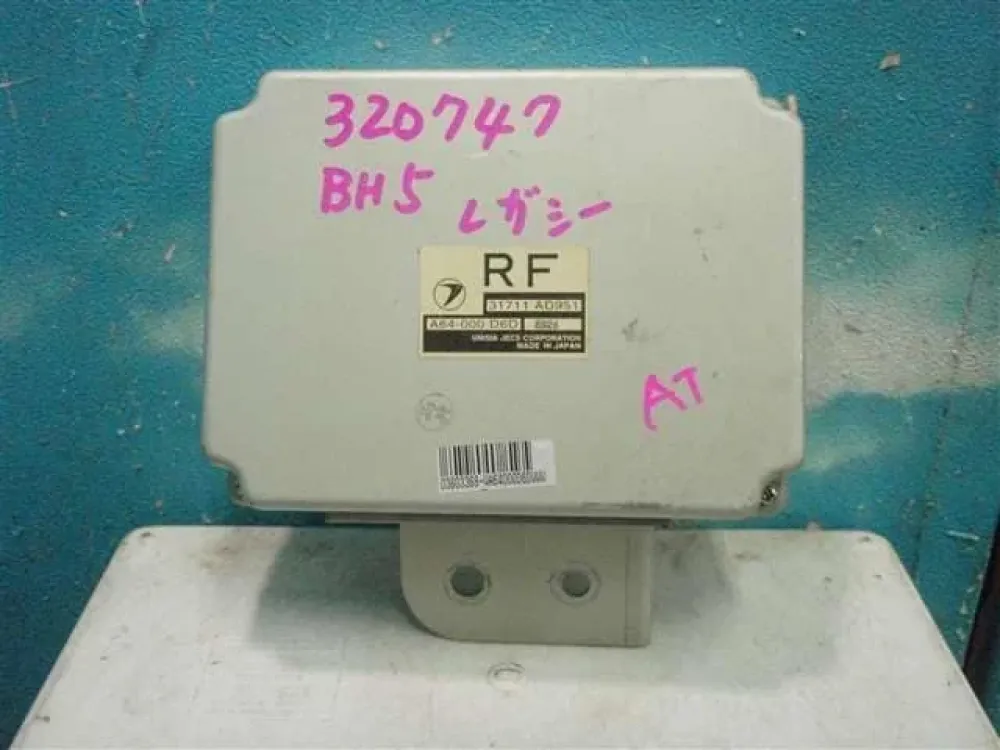 320747
BH5 レガシー
RF
31711 AD951
A64-000 D6D
UNISIA JECS CORPORATION
MADE IN JAPAN
AT